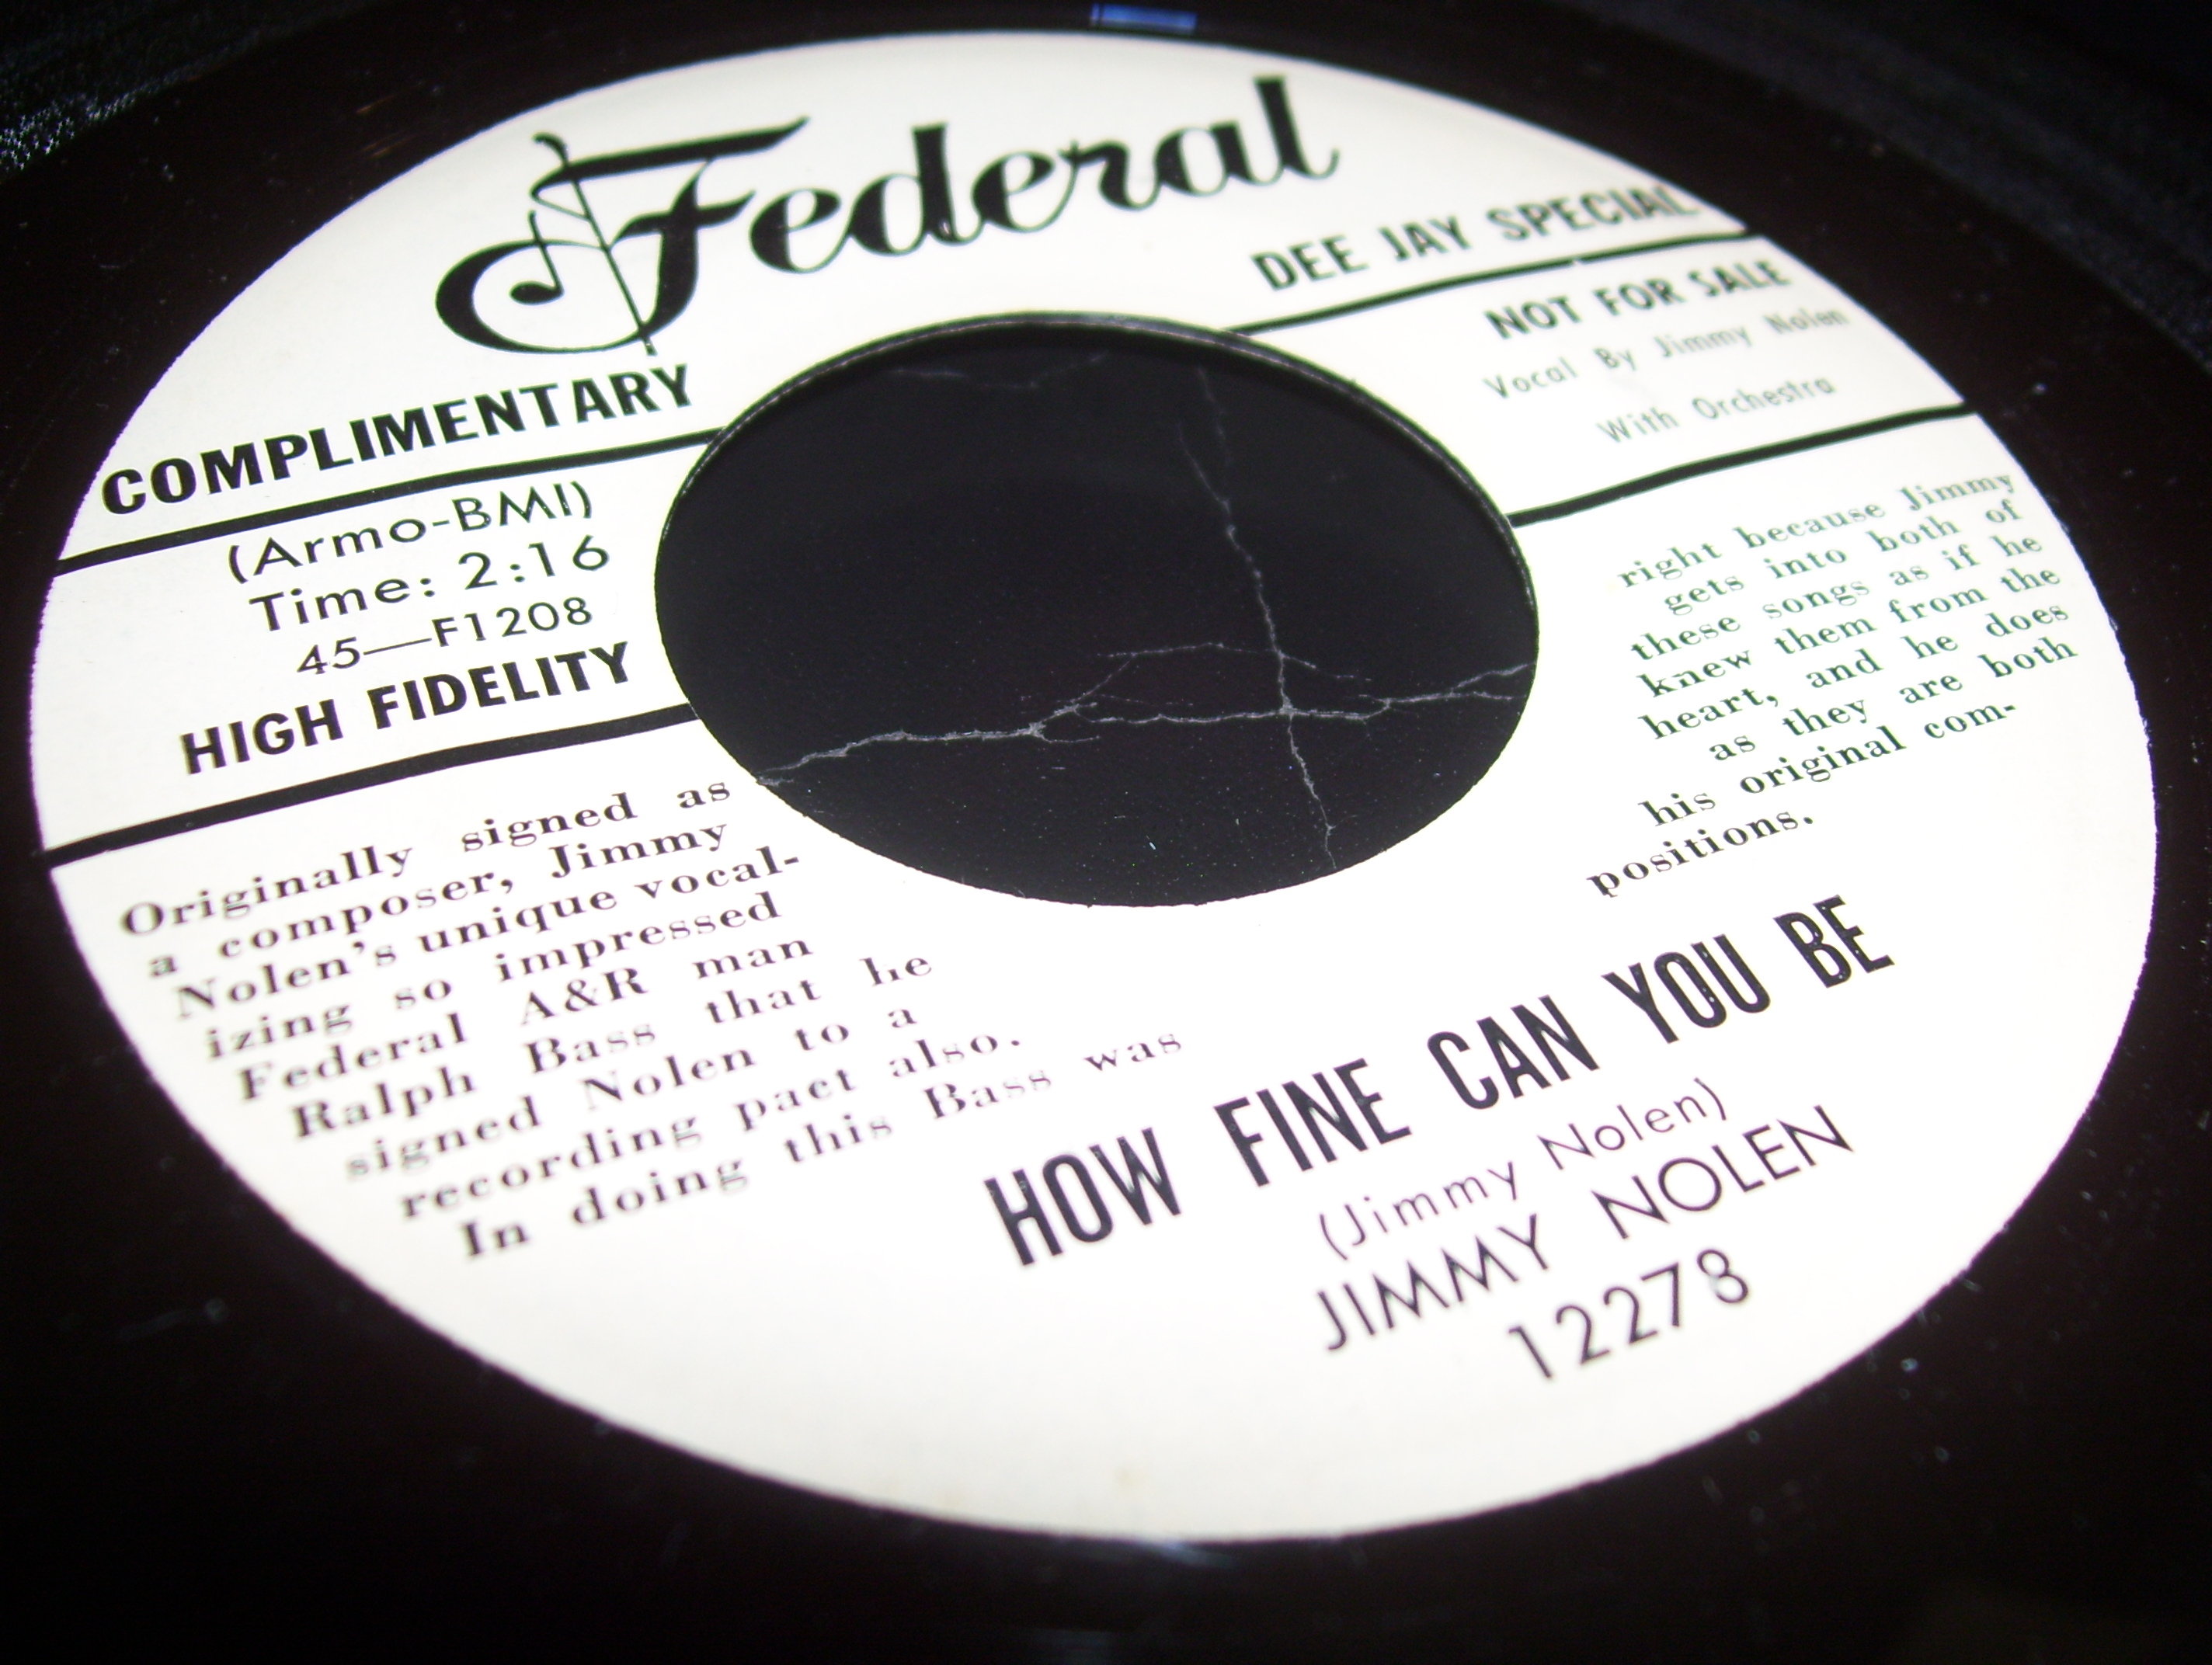 Federal
COMPLIMENTARY
DEE JAY SPECIAL
(Armo-BMI)
Time: 2:16
45—F1208
HIGH FIDELITY
NOT FOR SALE
Vocal By Jimmy Nolen
With Orchestra
Originally signed as
a composer, Jimmy
Nolen's unique vocal-
izing so impressed
Federal A&R man
Ralph Bass that he
signed Nolen to a
recording pact also.
In doing this Bass was
right because Jimmy
gets into both of
these songs as if he
knew them from the
heart, and he does
as they are both
his original com-
positions.
HOW FINE CAN YOU BE
(Jimmy Nolen)
JIMMY NOLEN
12278